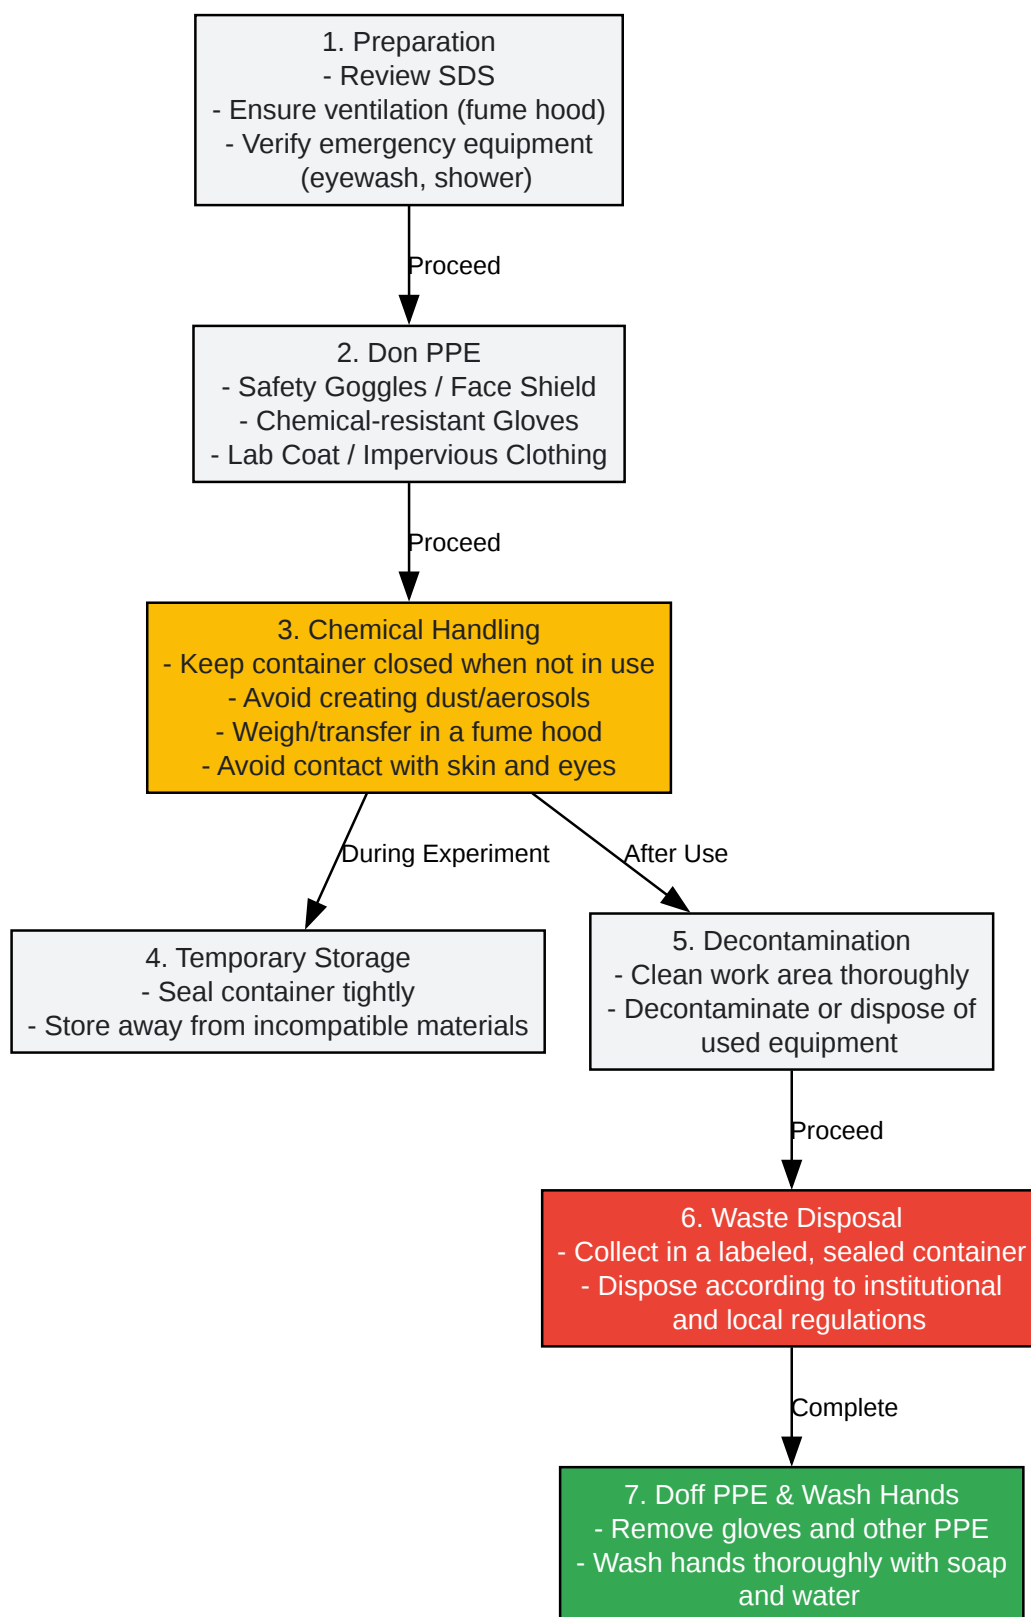 1. Preparation
- Review SDS
- Ensure ventilation (fume hood)
- Verify emergency equipment
(eyewash, shower)
Proceed
2. Don PPE
- Safety Goggles / Face Shield
- Chemical-resistant Gloves
- Lab Coat / Impervious Clothing
Proceed
3. Chemical Handling
- Keep container closed when not in use
- Avoid creating dust/aerosols
- Weigh/transfer in a fume hood
- Avoid contact with skin and eyes
During Experiment
After Use
4. Temporary Storage
- Seal container tightly
- Store away from incompatible materials
5. Decontamination
- Clean work area thoroughly
- Decontaminate or dispose of
used equipment
Proceed
6. Waste Disposal
- Collect in a labeled, sealed container
- Dispose according to institutional
and local regulations
Complete
7. Doff PPE & Wash Hands
- Remove gloves and other PPE
- Wash hands thoroughly with soap
and water